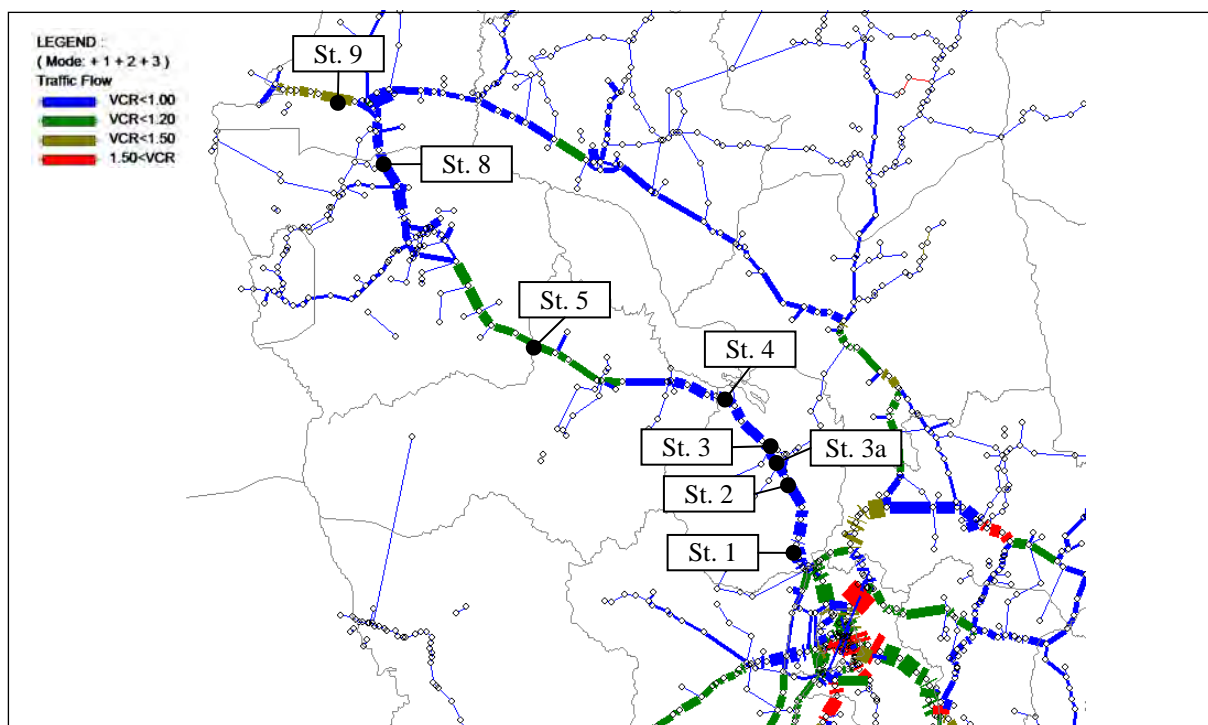 LEGEND :
( Mode: + 1 + 2 + 3 )
Traffic Flow
VCR<1.00
VCR<1.20
VCR<1.50
1.50<VCR
St. 9
St. 8
St. 5
St. 4
St. 3
St. 3a
St. 2
St. 1